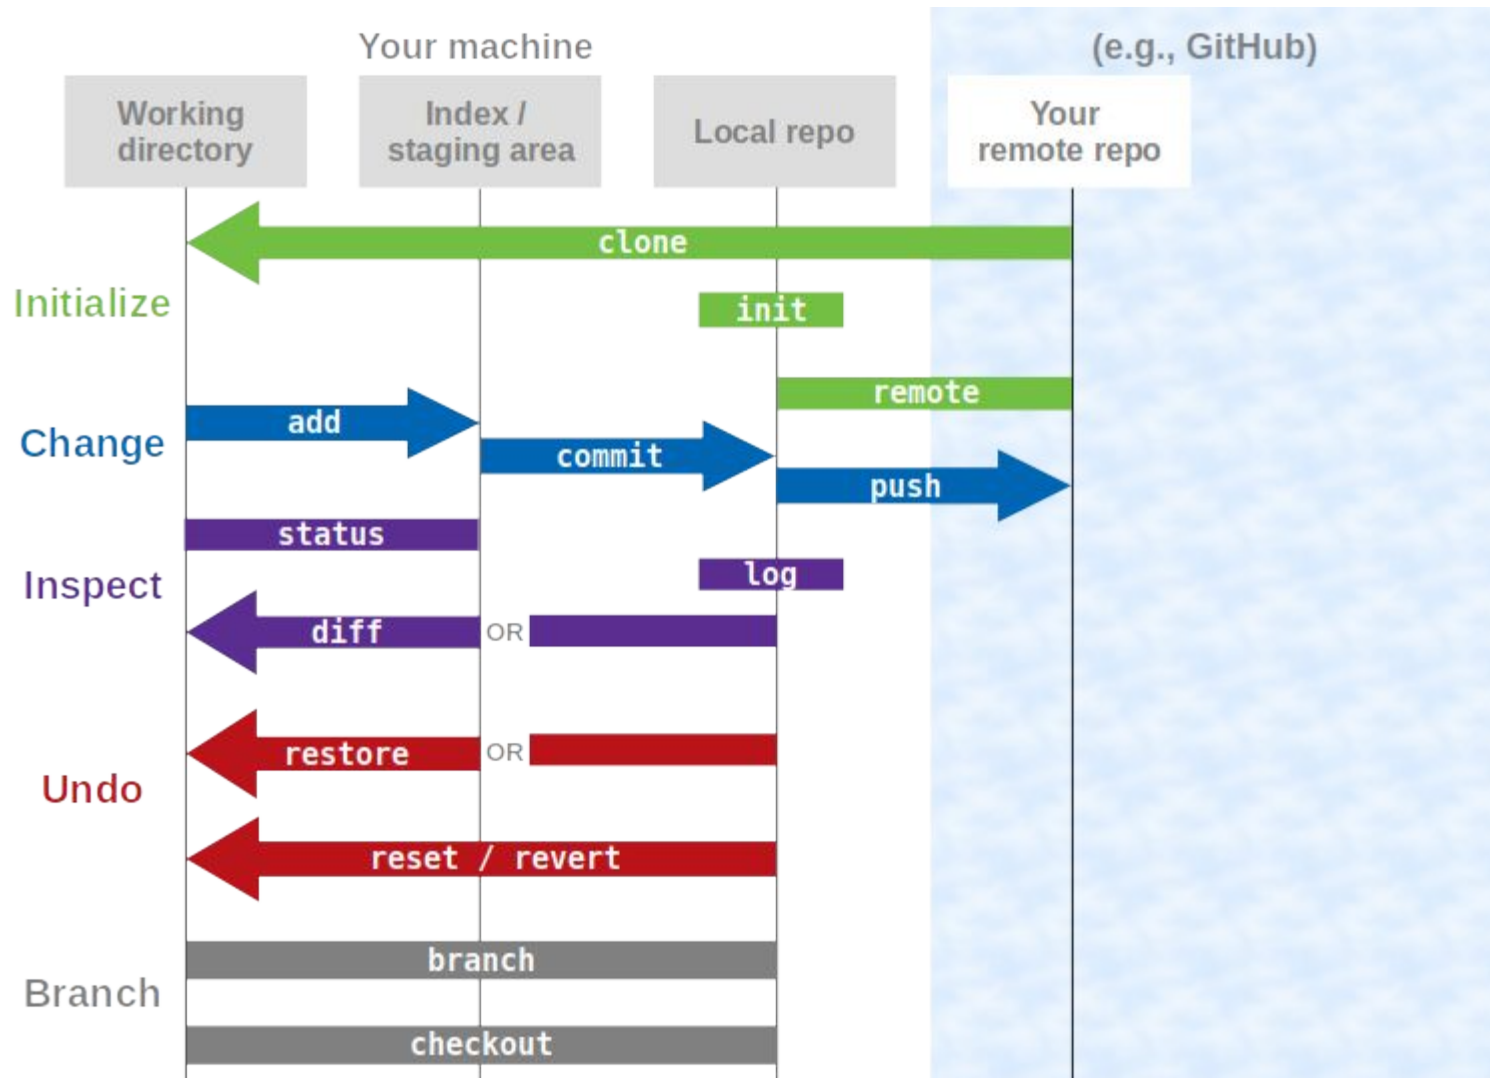 Your machine
(e.g., GitHub)
Working
directory
Index /
staging area
Local repo
Your
remote repo
clone
Initialize
init
remote
add
Change
commit
push
status
Inspect
log
diff
OR
restore
OR
Undo
reset / revert
branch
Branch
checkout